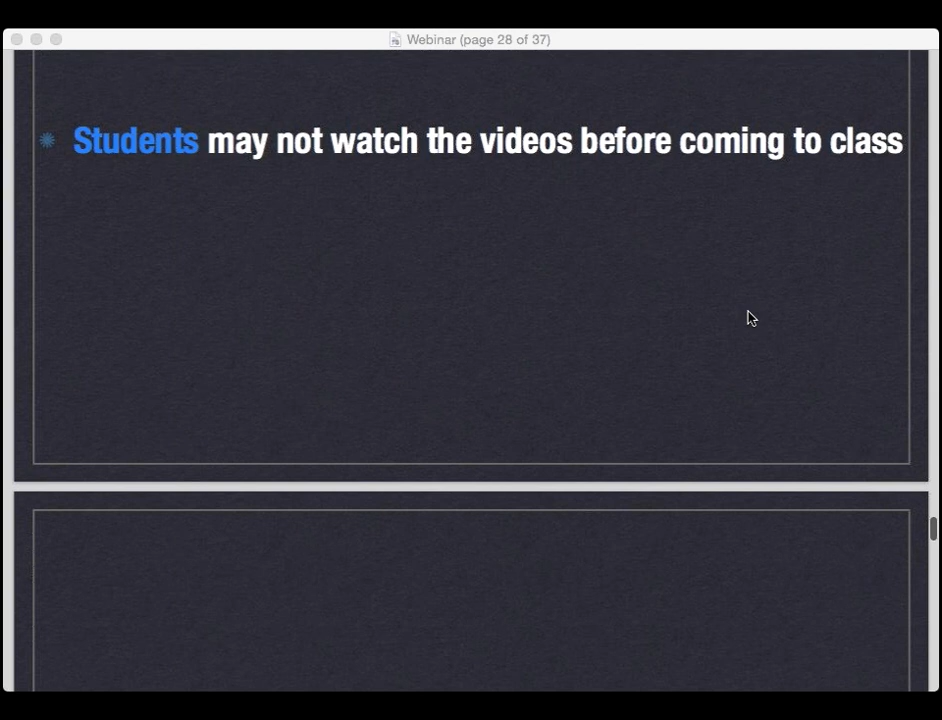 Webinar (page 28 of 37)
Students may not watch the videos before coming to class